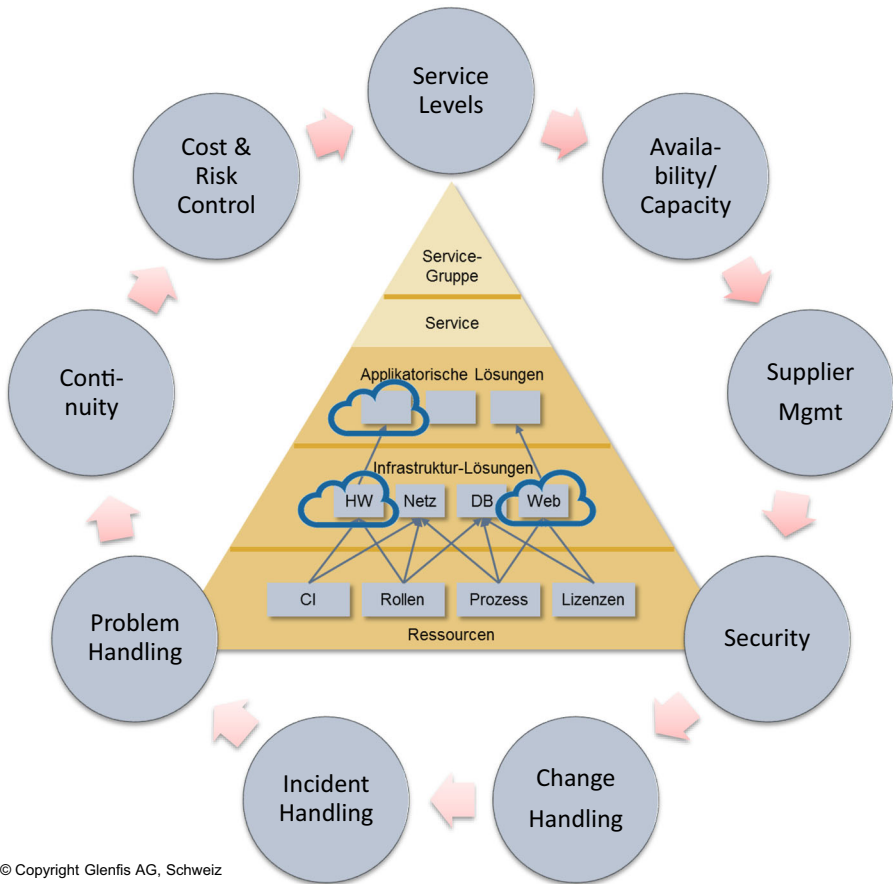 Service
Levels
Availa-
bility/
Capacity
Supplier
Mgmt
Security
Change
Handling
Incident
Handling
Problem
Handling
Conti-
nuity
Cost &
Risk
Control
Service-
Gruppe
Service
Applikatorische Lösungen
Infrastruktur-Lösungen
HW Netz DB Web
CI Rollen Prozess Lizenzen
Ressourcen
© Copyright Glenfis AG, Schweiz